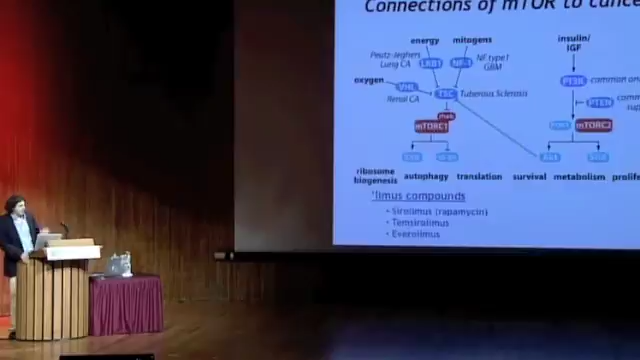 Connections of mTOR to cance
energy mitogens insulin/
IGF
Peutz-Jeghers
Lung CA
LKB1 NF-1 NF type1
GBM
oxygen VHL
Renal CA
TSC Tuberous Sclerosis
PI3K common on
PTEN comm
rheb
mTORC1 mTORC2
ribosome
biogenesis autophagy translation survival metabolism prolife
'limus compounds
• Sirolimus (rapamycin)
• Temsirolimus
• Everolimus